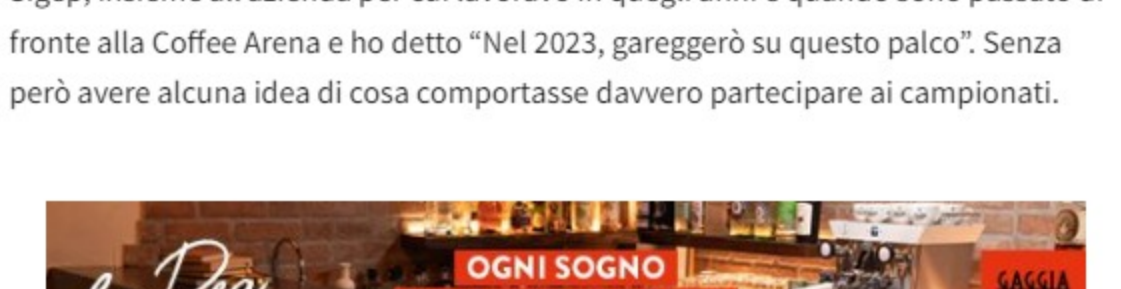 fronte alla Coffee Arena e ho detto “Nel 2023, gareggerò su questo palco”. Senza
però avere alcuna idea di cosa comportasse davvero partecipare ai campionati.
OGNI SOGNO
GAGGIA